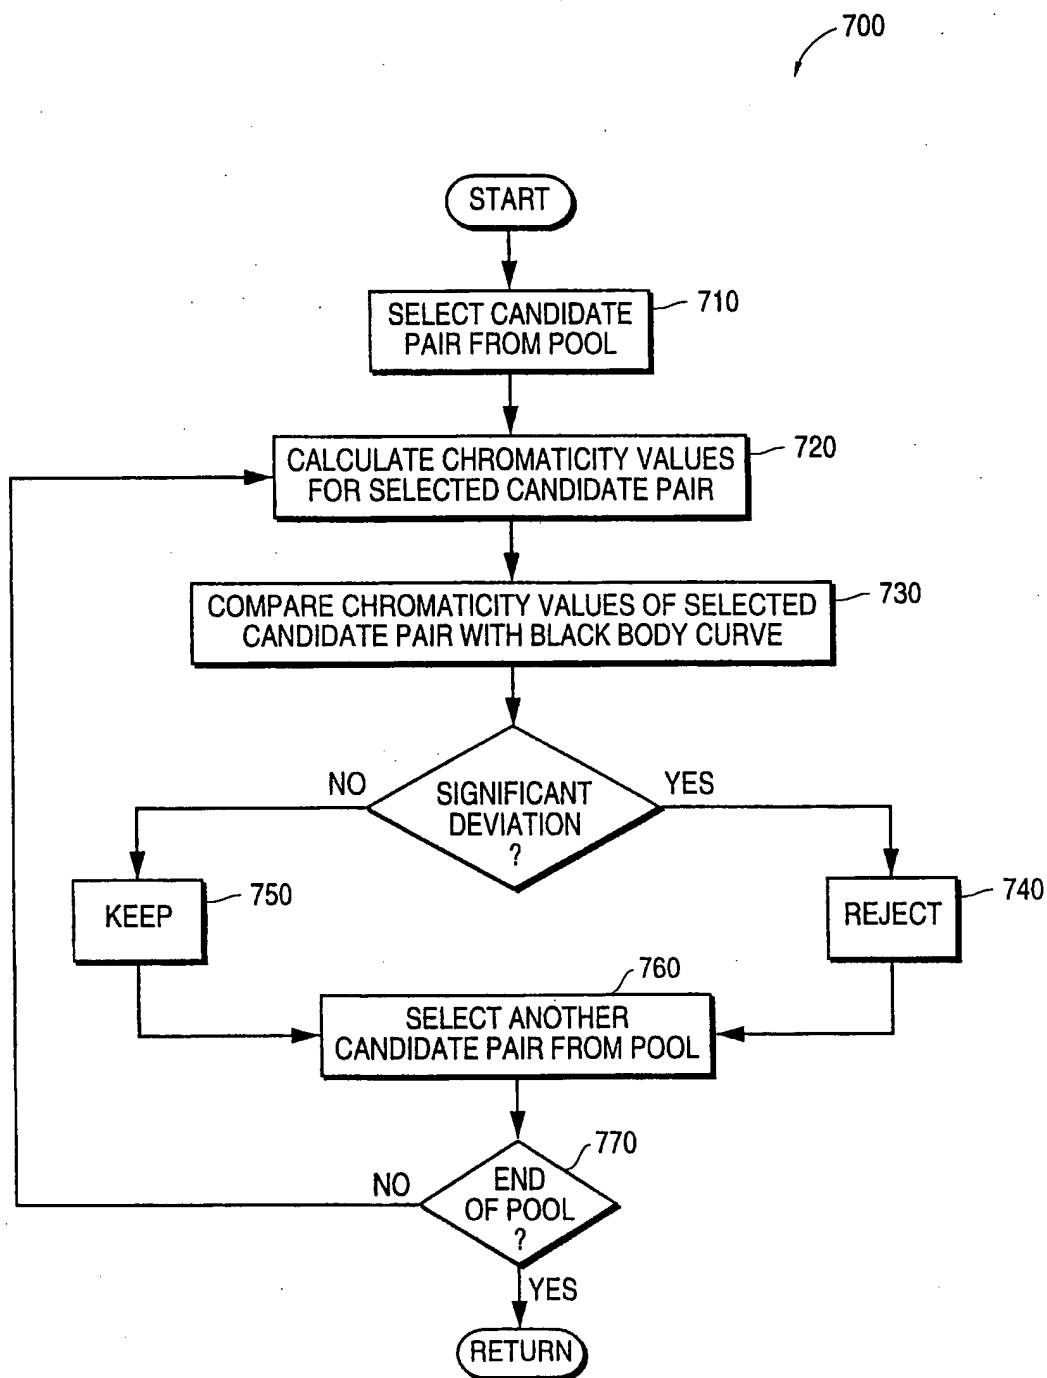 700
START
710
SELECT CANDIDATE
PAIR FROM POOL
720
CALCULATE CHROMATICITY VALUES
FOR SELECTED CANDIDATE PAIR
730
COMPARE CHROMATICITY VALUES OF SELECTED
CANDIDATE PAIR WITH BLACK BODY CURVE
NO
YES
SIGNIFICANT
DEVIATION
?
750
KEEP
740
REJECT
760
SELECT ANOTHER
CANDIDATE PAIR FROM POOL
770
NO
END
OF POOL
?
YES
RETURN